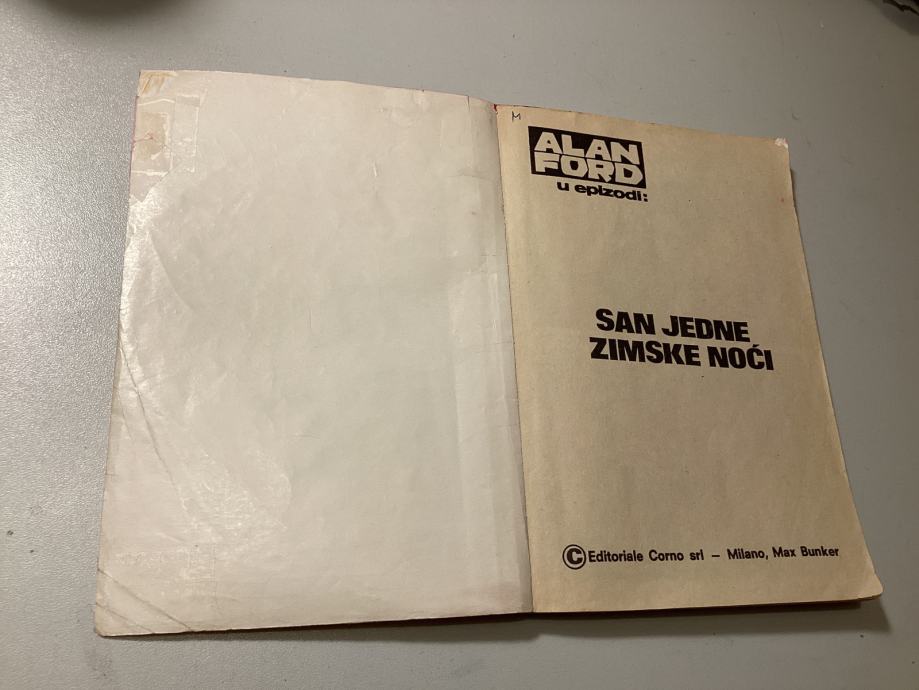 M
ALAN
FORD
u epizodi:
SAN JEDNE
ZIMSKE NOĆI
© Editoriale Corno srl – Milano, Max Bunker